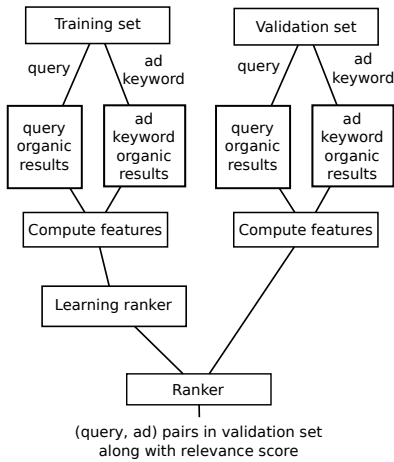 Training set
Validation set
query
ad
keyword
query
ad
keyword
query
organic
results
ad
keyword
organic
results
query
organic
results
ad
keyword
organic
results
Compute features
Compute features
Learning ranker
Ranker
(query, ad) pairs in validation set
along with relevance score